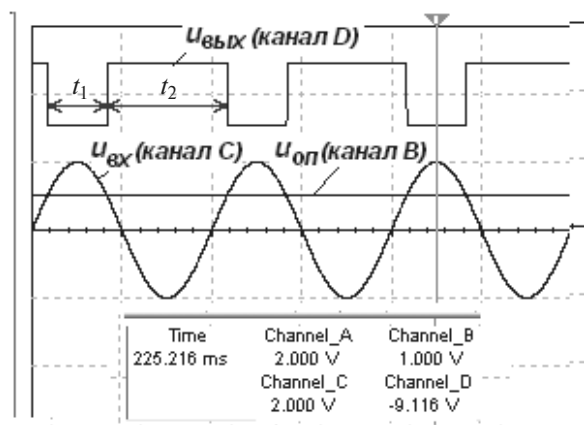 uвых (канал D)
t1 t2
uвх (канал C) uоп (канал B)
Time Channel_A Channel_B
225.216 ms 2.000 V 1.000 V
Channel_C Channel_D
2.000 V -9.116 V